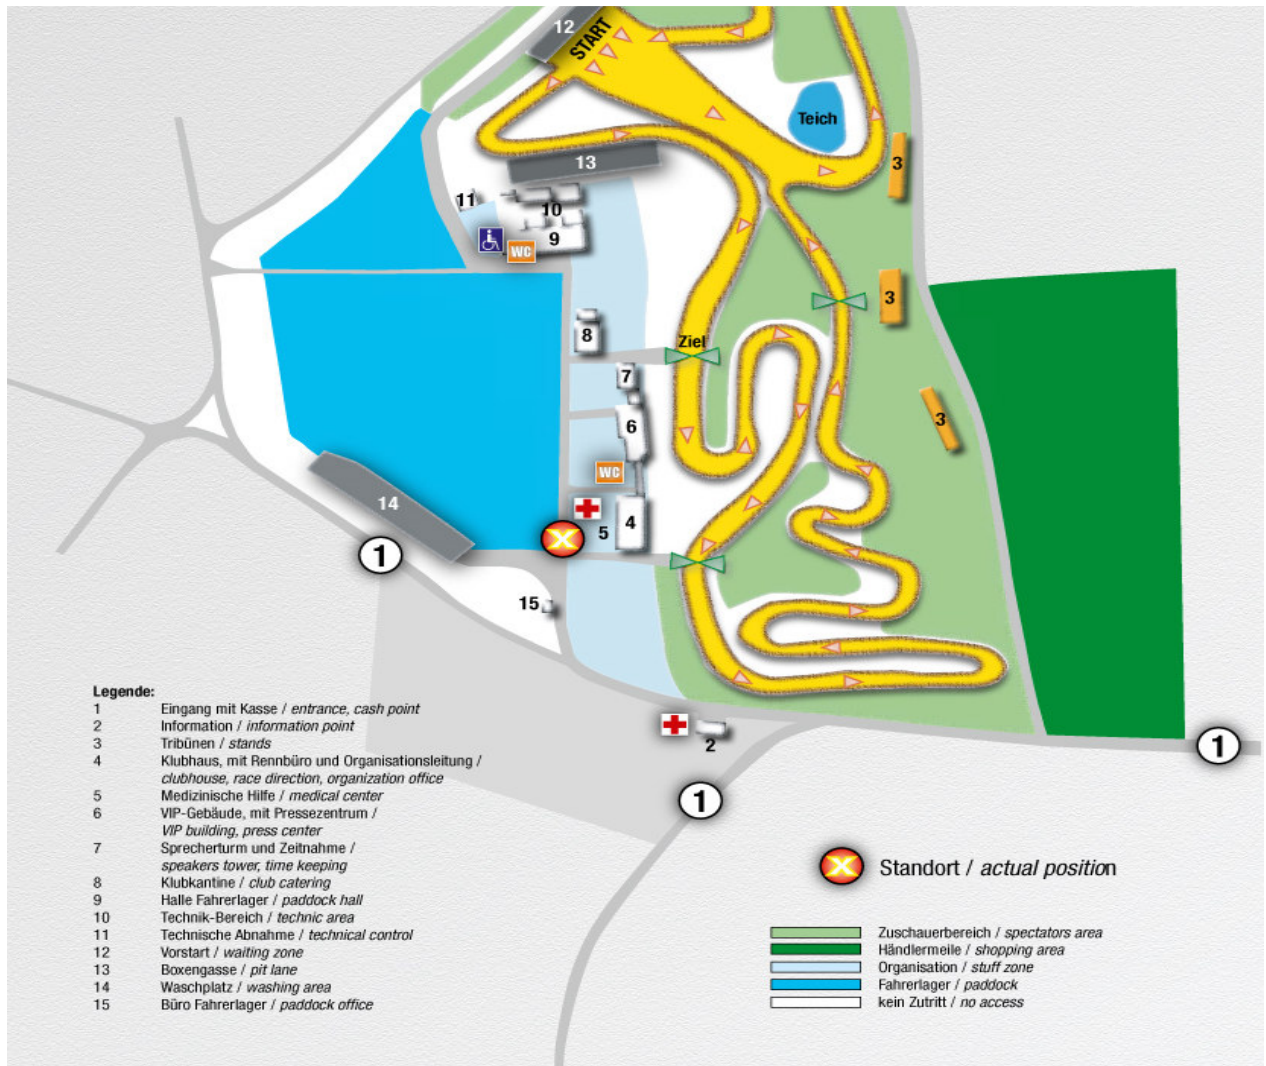 12
START
Teich
3
13
11
10
9
WC
3
8
Ziel
7
6
3
WC
14
4
5
1
15
2
1
1
Legende:
1 Eingang mit Kasse / entrance, cash point
2 Information / information point
3 Tribünen / stands
4 Klubhaus, mit Rennbüro und Organisationsleitung /
clubhouse, race direction, organization office
5 Medizinische Hilfe / medical center
6 VIP-Gebäude, mit Pressezentrum /
VIP building, press center
7 Sprecherturm und Zeitnahme /
speakers tower, time keeping
8 Klubkantine / club catering
9 Halle Fahrerlager / paddock hall
10 Technik-Bereich / technic area
11 Technische Abnahme / technical control
12 Vorstart / waiting zone
13 Boxengasse / pit lane
14 Waschplatz / washing area
15 Büro Fahrerlager / paddock office
Standort / actual position
Zuschauerbereich / spectators area
Händlermeile / shopping area
Organisation / stuff zone
Fahrerlager / paddock
kein Zutritt / no access